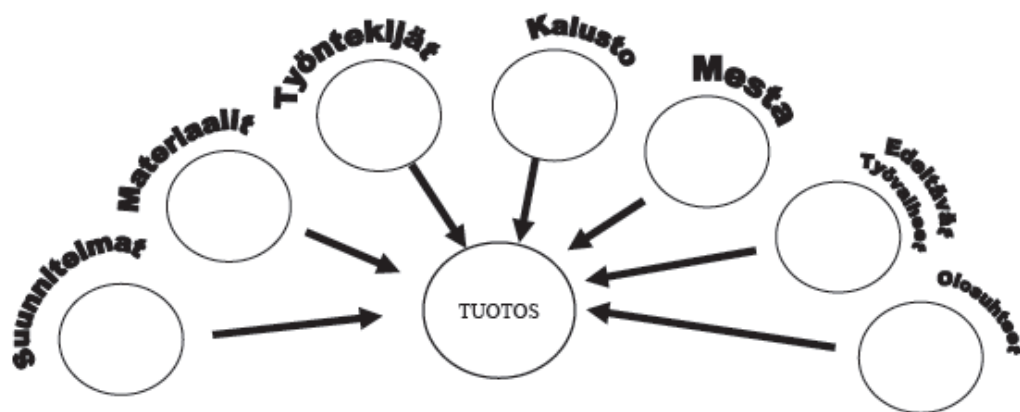 Suunnitelmat
Materiaalit
Työntekijät
Kalusto
Mesta
Edeltävät
Työvaiheet
Olosuhteet
TUOTOS